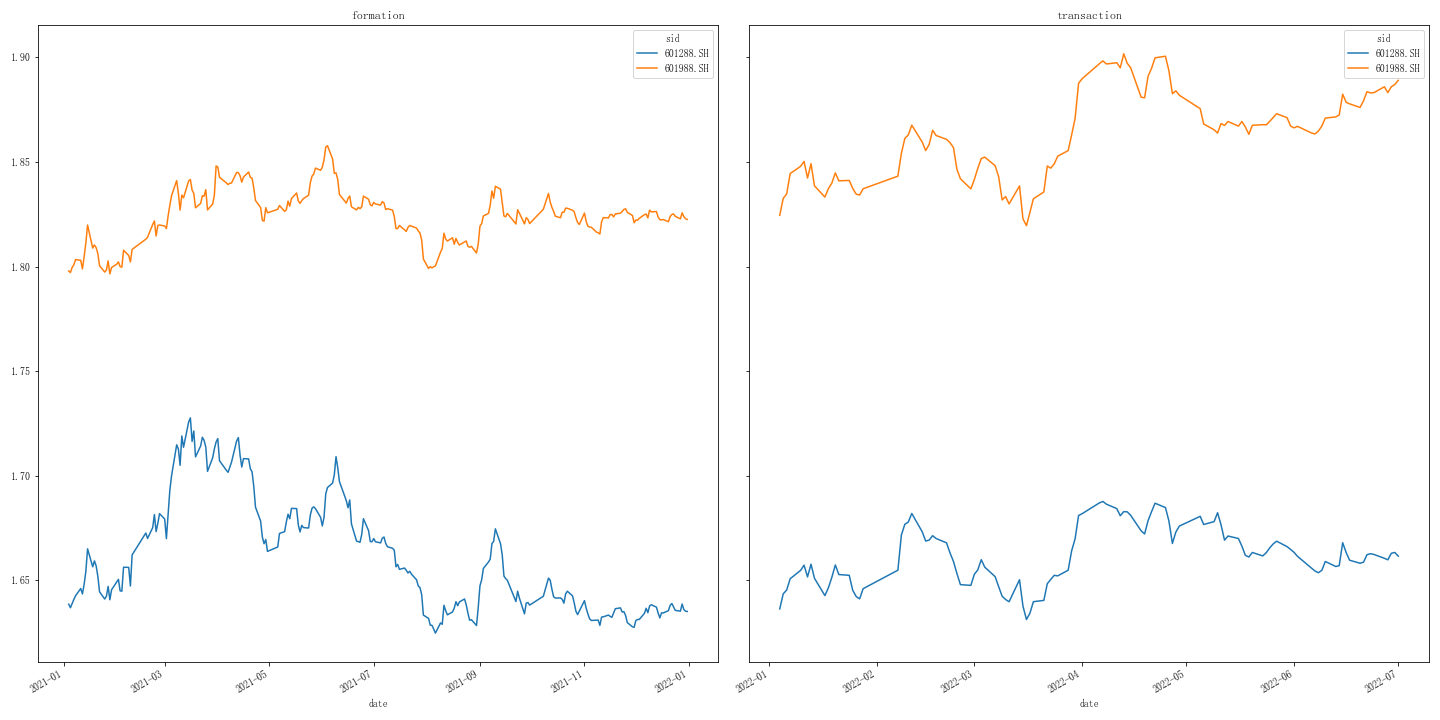 formation
sid
601288.SH
601988.SH
1.90
1.85
1.80
1.75
1.70
1.65
2021-01
2021-03
2021-05
2021-07
2021-09
2021-11
2022-01
date
transaction
sid
601288.SH
601988.SH
2022-01
2022-02
2022-03
2022-04
2022-05
2022-06
2022-07
date